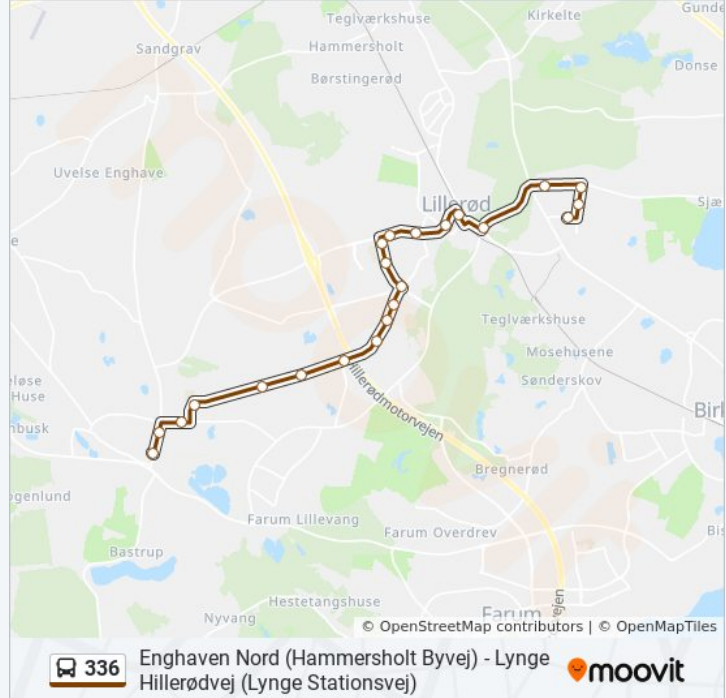 Teglværkshuse
Kirkelte
Gunde
Sandgrav
Hammersholt
Donse
Børstingerød
Uvelse Enghave
Lillerød
Sjæ
Teglværkshuse
Mosehusene
Sønderskov
eløse
Huse
Hillerødmotorvejen
Birl
nbusk
Bregnerød
ogenlund
Farum Lillevang
Farum Overdrev
Bis
Bastrup
Hestetangshuse
Nyvang
Farum
ejen
© OpenStreetMap contributors | © OpenMapTiles
336
Enghaven Nord (Hammersholt Byvej) - Lynge
Hillerødvej (Lynge Stationsvej)
moovit